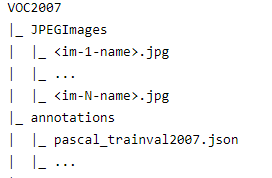 VOC2007
|_ JPEGImages
|  |_ <im-1-name>.jpg
|  |_ ...
|  |_ <im-N-name>.jpg
|_ annotations
|  |_ pascal_trainval2007.json
|  |_ ...